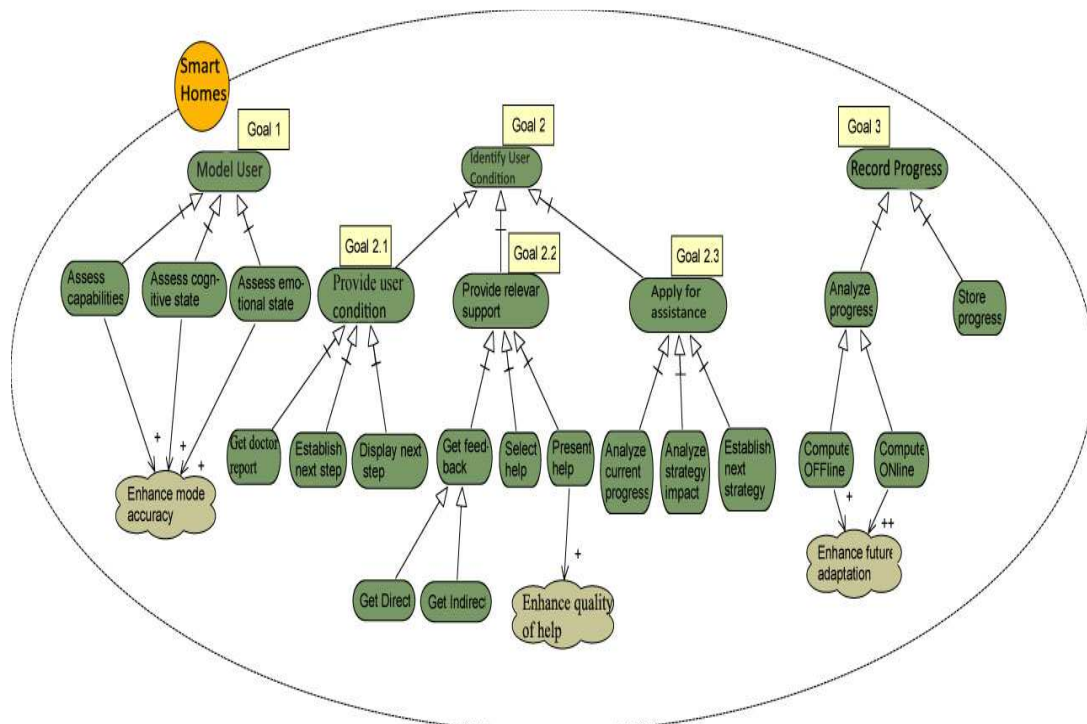 Smart
Homes
Goal 1
Model User
Goal 2
Identify User
Condition
Goal 3
Record Progress
Assess
capabilities
Assess cogn-
itive state
Assess emo-
tional state
Goal 2.1
Provide user
condition
Goal 2.2
Provide relevar
support
Goal 2.3
Apply for
assistance
Analyze
progress
Store
progress
Get doctor
report
Establish
next step
Display next
step
Get feed-
back
Select
help
Present
help
Analyze
current
progress
Analyze
strategy
impact
Establish
next
strategy
Compute
OFFline
Compute
ONline
+
+
+
Enhance mode
accuracy
Get Direct
Get Indirect
+
Enhance quality
of help
+
++
Enhance future
adaptation